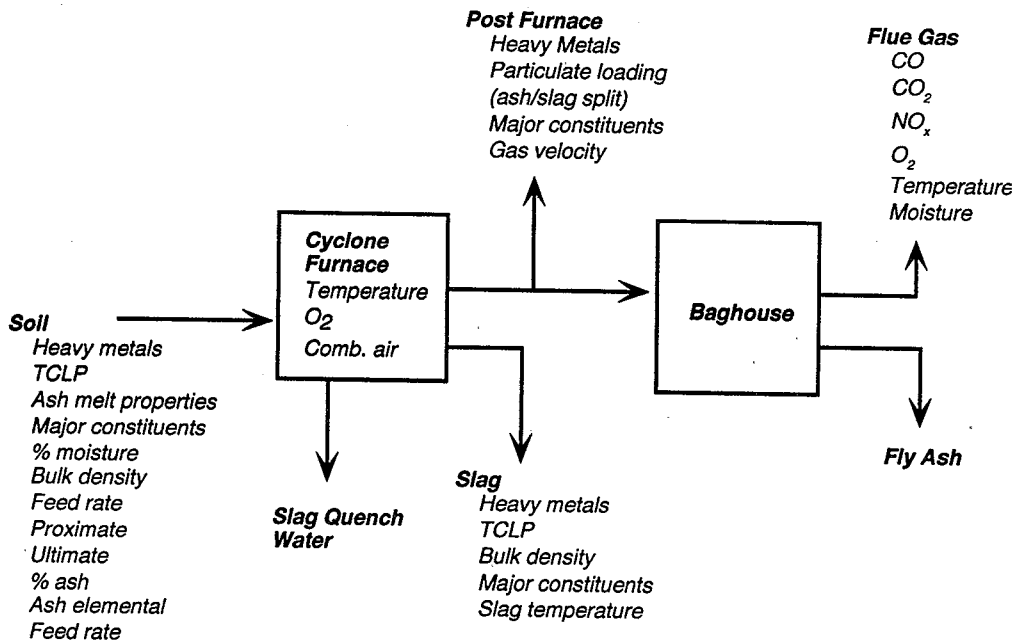 Post Furnace
Heavy Metals
Particulate loading
(ash/slag split)
Major constituents
Gas velocity
Flue Gas
CO
CO₂
NOₓ
O₂
Temperature
Moisture
Cyclone
Furnace
Temperature
O₂
Comb. air
Baghouse
Soil
Heavy metals
TCLP
Ash melt properties
Major constituents
% moisture
Bulk density
Feed rate
Proximate
Ultimate
% ash
Ash elemental
Feed rate
Slag Quench
Water
Slag
Heavy metals
TCLP
Bulk density
Major constituents
Slag temperature
Fly Ash